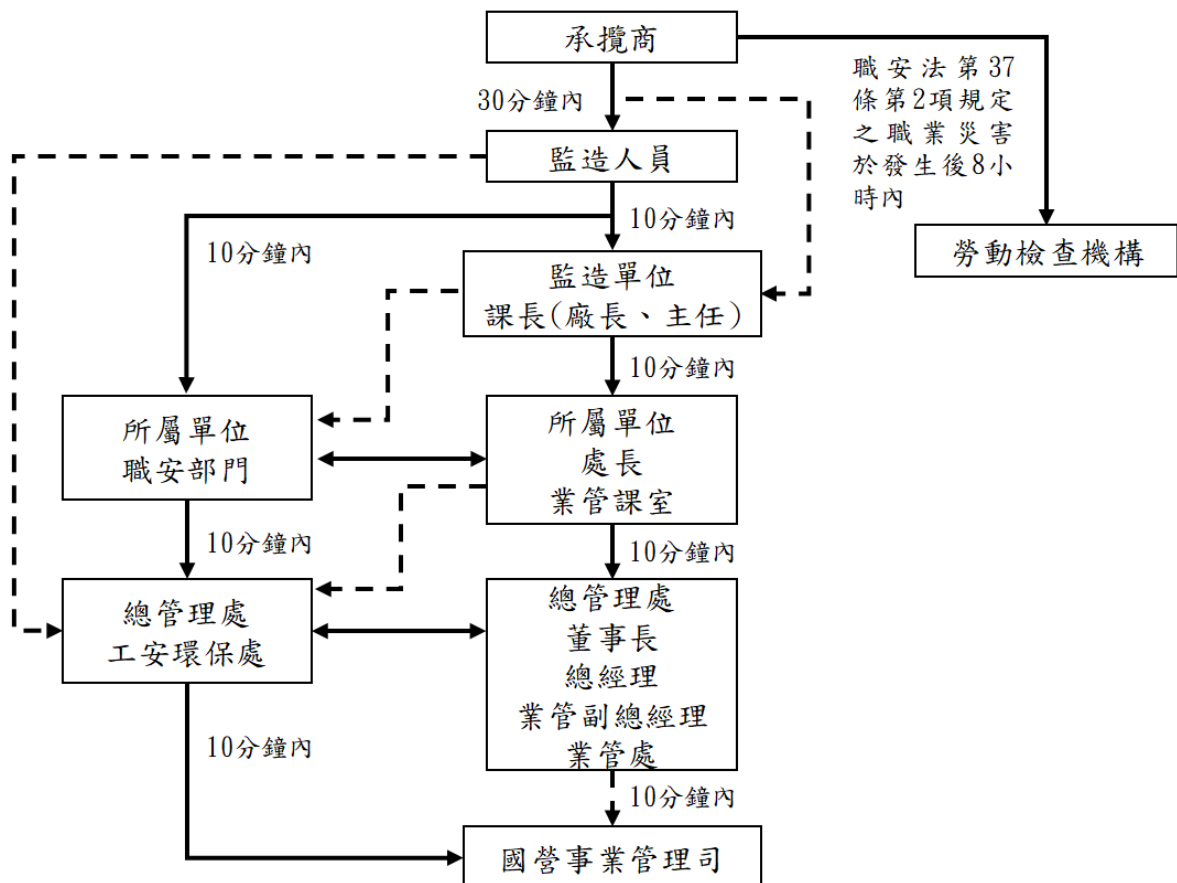 承攬商
30分鐘內
職安法第37
條第2項規定
之職業災害
於發生後8小
時內
監造人員
10分鐘內
10分鐘內
勞動檢查機構
監造單位
課長(廠長、主任)
10分鐘內
所屬單位
職安部門
所屬單位
處長
業管課室
10分鐘內
10分鐘內
總管理處
工安環保處
總管理處
董事長
總經理
業管副總經理
業管處
10分鐘內
10分鐘內
國營事業管理司